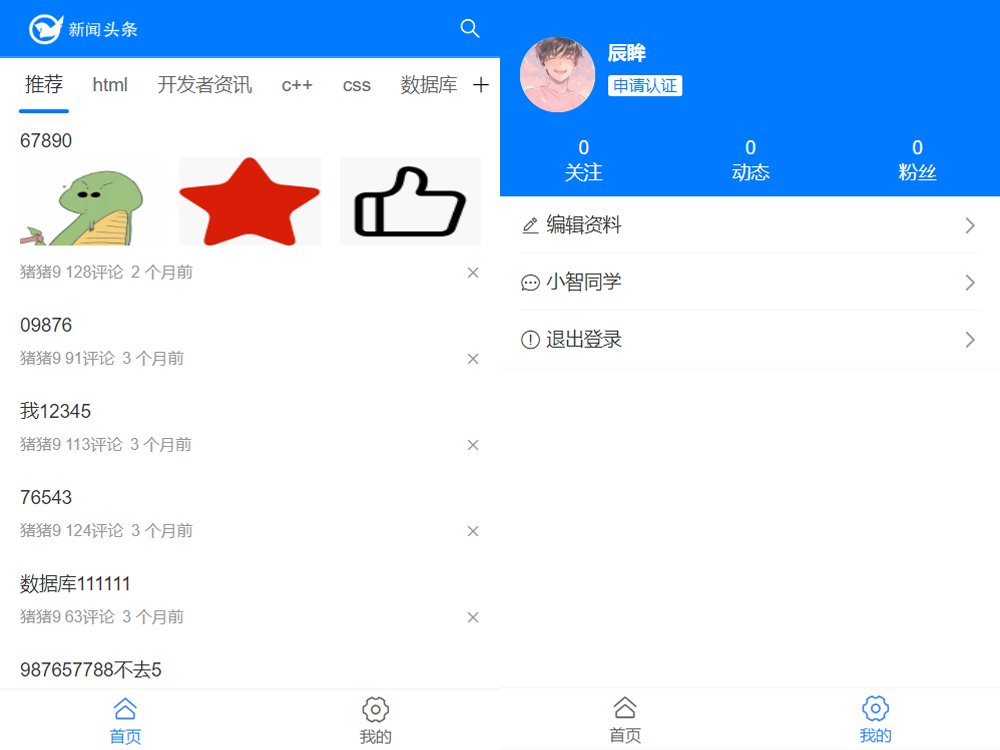 新闻头条
推荐 html 开发者资讯 c++ css 数据库
67890
猪猪9 128评论 2 个月前
09876
猪猪9 91评论 3 个月前
我12345
猪猪9 113评论 3 个月前
76543
猪猪9 124评论 3 个月前
数据库111111
猪猪9 63评论 3 个月前
987657788不去5
首页 我的
辰眸
申请认证
0 0 0
关注 动态 粉丝
编辑资料
小智同学
退出登录
首页 我的